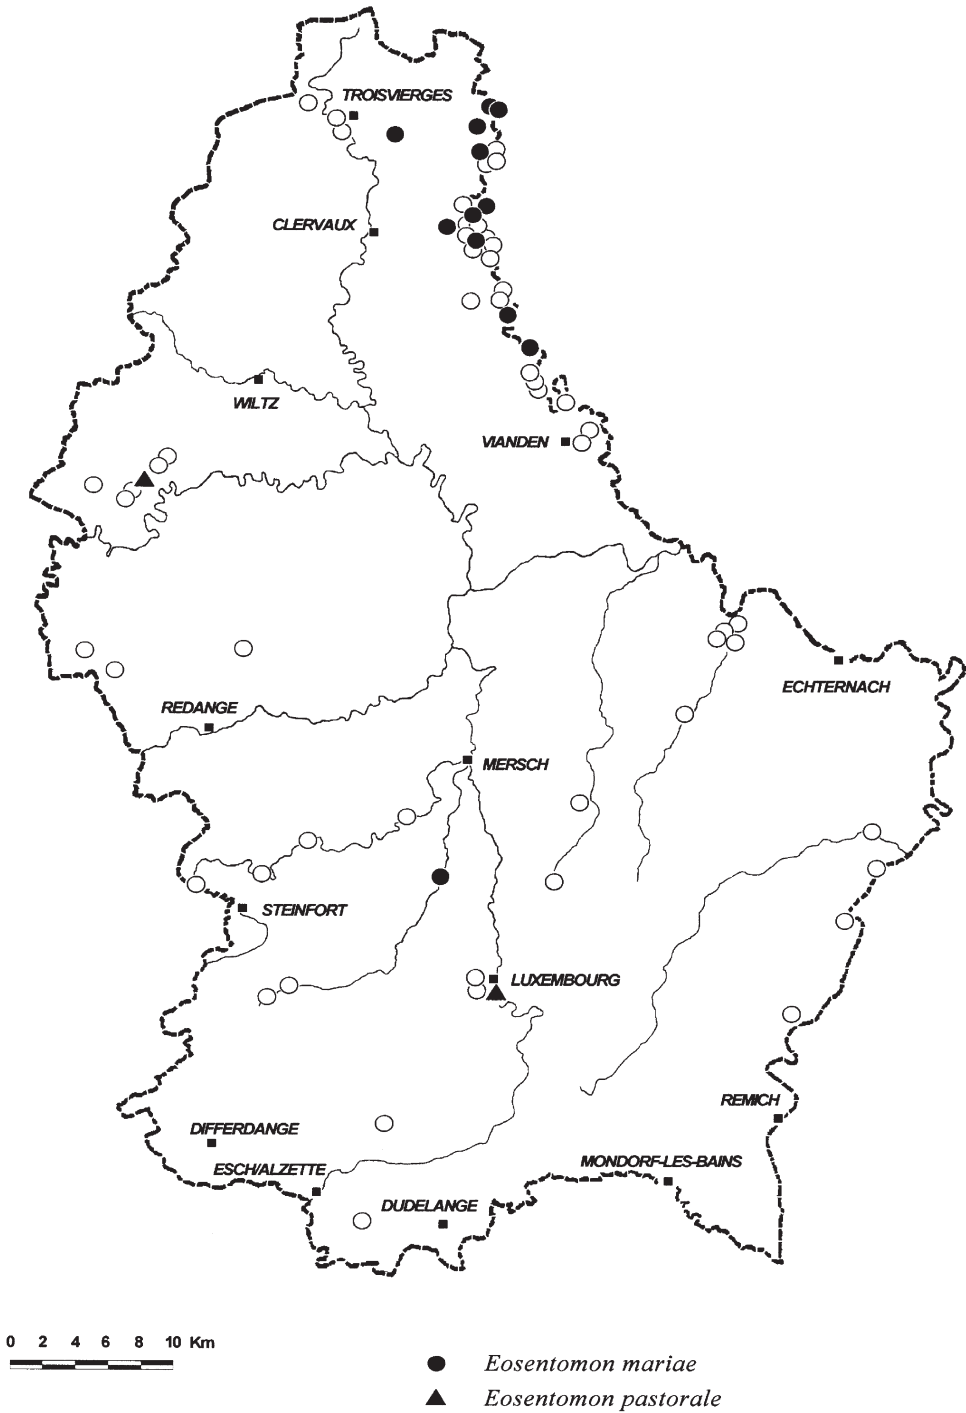 TROISVIERGES
CLERVAUX
WILTZ
VIANDEN
ECHTERNACH
REDANGE
MERSCH
STEINFORT
LUXEMBOURG
REMICH
DIFFERDANGE
MONDORF-LES-BAINS
ESCH/ALZETTE
DUDELANGE
0 2 4 6 8 10 Km
Eosentomon mariae
Eosentomon pastorale